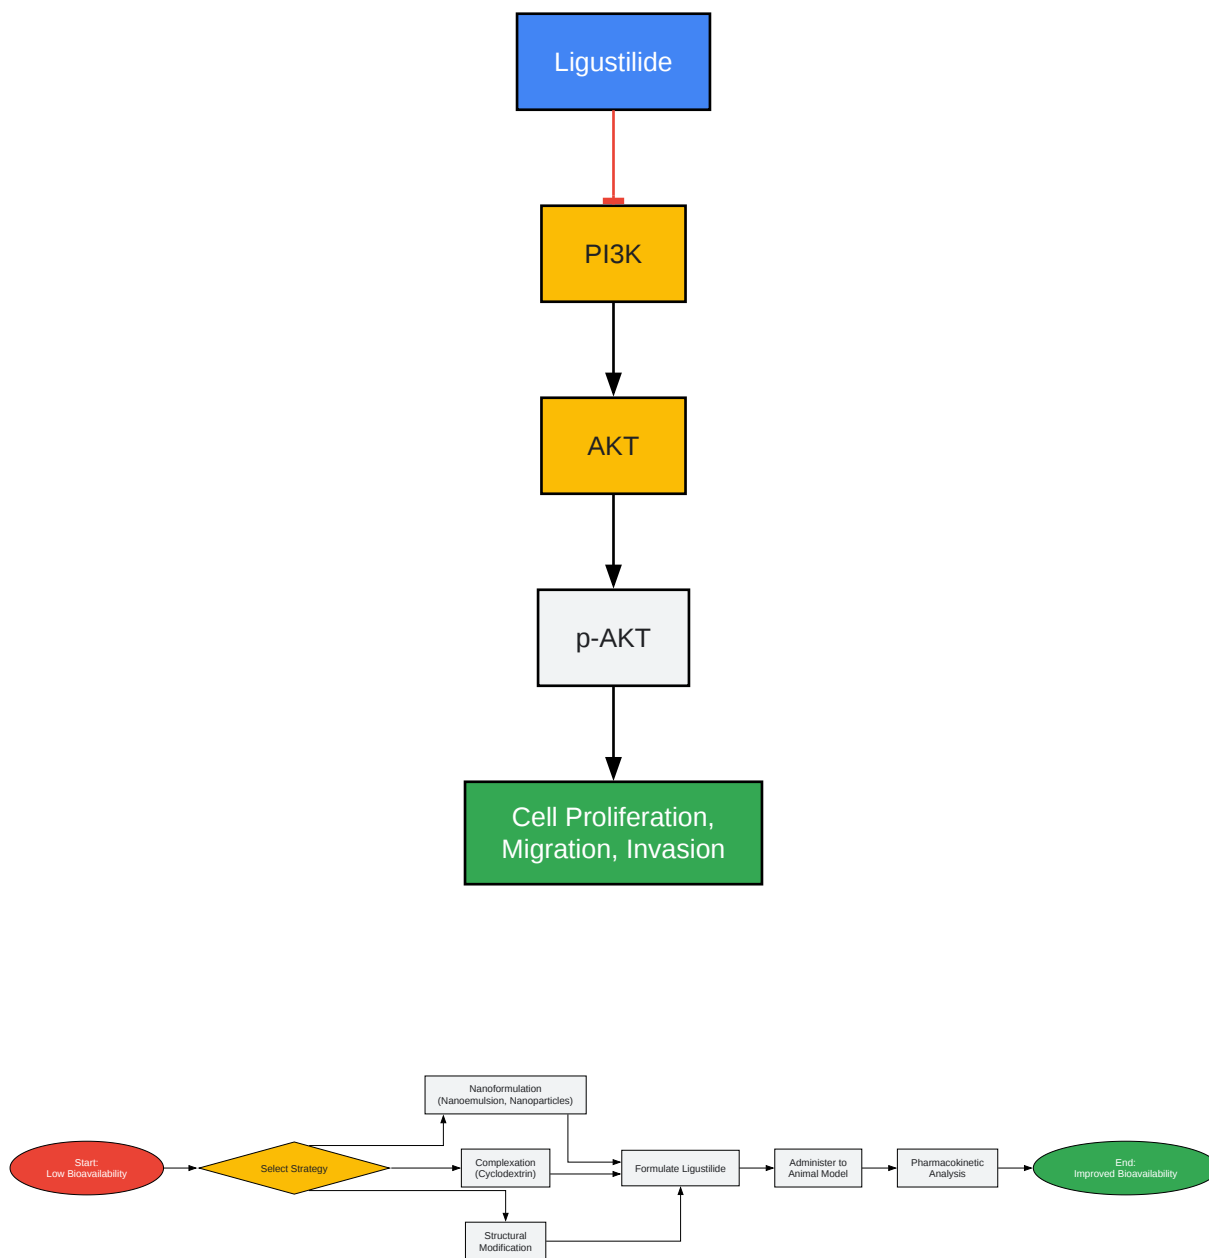 Ligustilide
PI3K
AKT
p-AKT
Cell Proliferation,
Migration, Invasion
Nanoformulation
(Nanoemulsion, Nanoparticles)
Start:
Low Bioavailability
Select Strategy
Complexation
(Cyclodextrin)
Structural
Modification
Formulate Ligustilide
Administer to
Animal Model
Pharmacokinetic
Analysis
End:
Improved Bioavailability